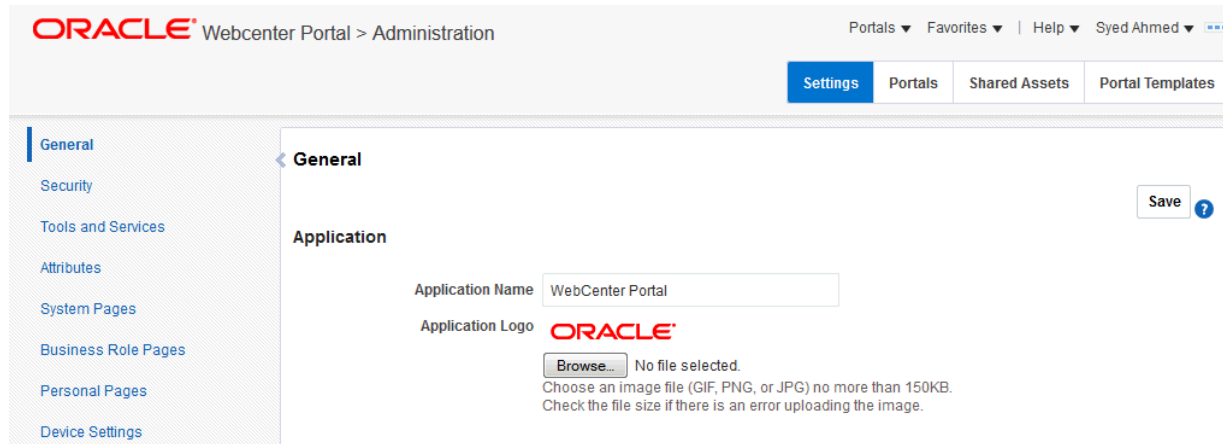 ORACLE Webcenter Portal > Administration
Portals Favorites | Help Syed Ahmed
Settings Portals Shared Assets Portal Templates
General
Security
Tools and Services
Attributes
System Pages
Business Role Pages
Personal Pages
Device Settings
General
Save
Application
Application Name WebCenter Portal
Application Logo ORACLE
Browse... No file selected.
Choose an image file (GIF, PNG, or JPG) no more than 150KB.
Check the file size if there is an error uploading the image.